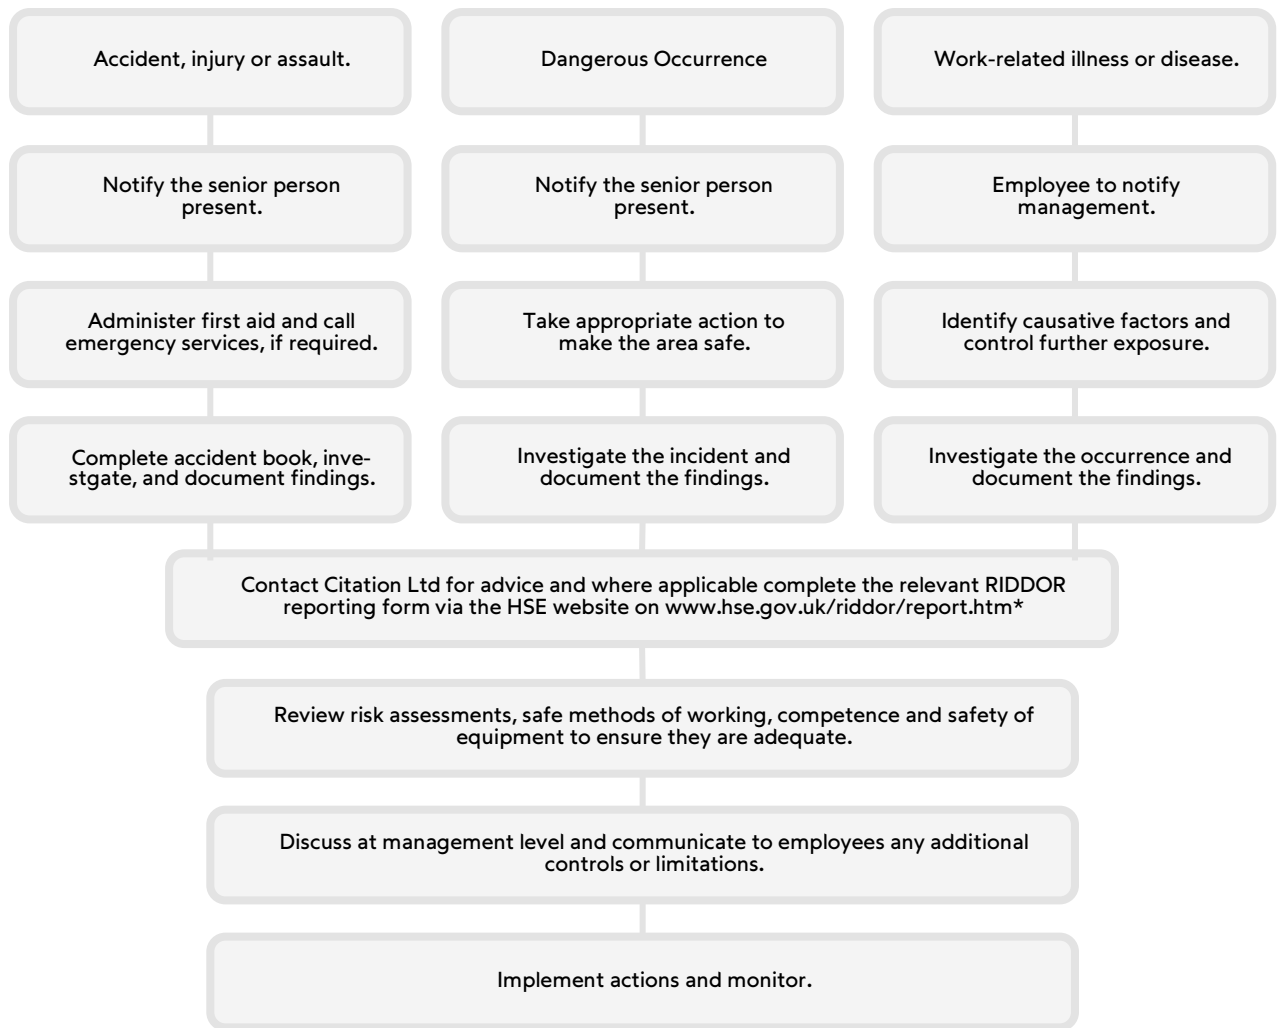 Accident, injury or assault.
Dangerous Occurrence
Work-related illness or disease.
Notify the senior person
present.
Notify the senior person
present.
Employee to notify
management.
Administer first aid and call
emergency services, if required.
Take appropriate action to
make the area safe.
Identify causative factors and
control further exposure.
Complete accident book, inve-
stgate, and document findings.
Investigate the incident and
document the findings.
Investigate the occurrence and
document the findings.
Contact Citation Ltd for advice and where applicable complete the relevant RIDDOR
reporting form via the HSE website on www.hse.gov.uk/riddor/report.htm*
Review risk assessments, safe methods of working, competence and safety of
equipment to ensure they are adequate.
Discuss at management level and communicate to employees any additional
controls or limitations.
Implement actions and monitor.